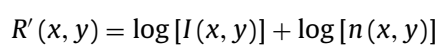 R′(x, y) = log [I(x, y)] + log [n(x, y)]